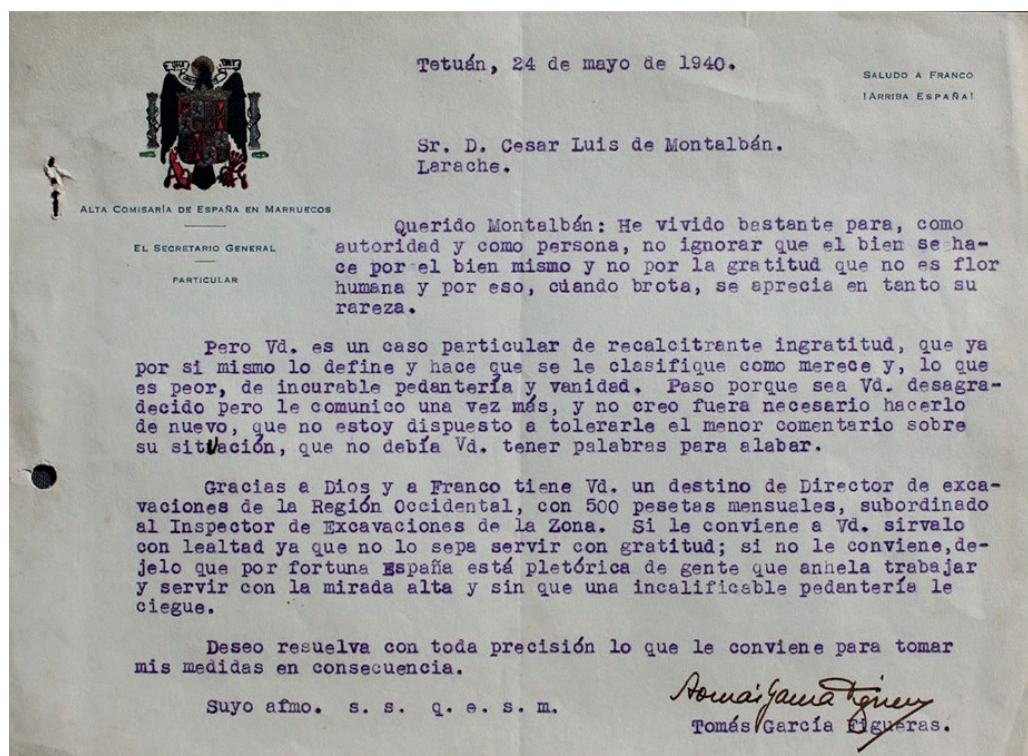 Tetuán, 24 de mayo de 1940.
SALUDO A FRANCO
¡ARRIBA ESPAÑA!
Sr. D. Cesar Luis de Montalbán.
Larache.
ALTA COMISARÍA DE ESPAÑA EN MARRUECOS
EL SECRETARIO GENERAL
PARTICULAR
Querido Montalbán: He vivido bastante para, como
autoridad y como persona, no ignorar que el bien se ha-
ce por el bien mismo y no por la gratitud que no es flor
humana y por eso, cúando brota, se aprecia en tanto su
rareza.
Pero Vd. es un caso particular de recalcitrante ingratitud, que ya
por si mismo lo define y hace que se le clasifique como merece y, lo que
es peor, de incurable pedantería y vanidad. Paso porque sea Vd. desagra-
decido pero le comunico una vez más, y no creo fuera necesario hacerlo
de nuevo, que no estoy dispuesto a tolerarle el menor comentario sobre
su situación, que no debía Vd. tener palabras para alabar.
Gracias a Dios y a Franco tiene Vd. un destino de Director de exca-
vaciones de la Región Occidental, con 500 pesetas mensuales, subordinado
al Inspector de Excavaciones de la Zona. Si le conviene a Vd. sirvalo
con lealtad ya que no lo sepa servir con gratitud; si no le conviene,de-
jelo que por fortuna España está pletórica de gente que anhela trabajar
y servir con la mirada alta y sin que una incalificable pedantería le
ciegue.
Deseo resuelva con toda precisión lo que le conviene para tomar
mis medidas en consecuencia.
Suyo afmo. s. s. q. e. s. m.
Tomás García Figueras
Tomás García Figueras.